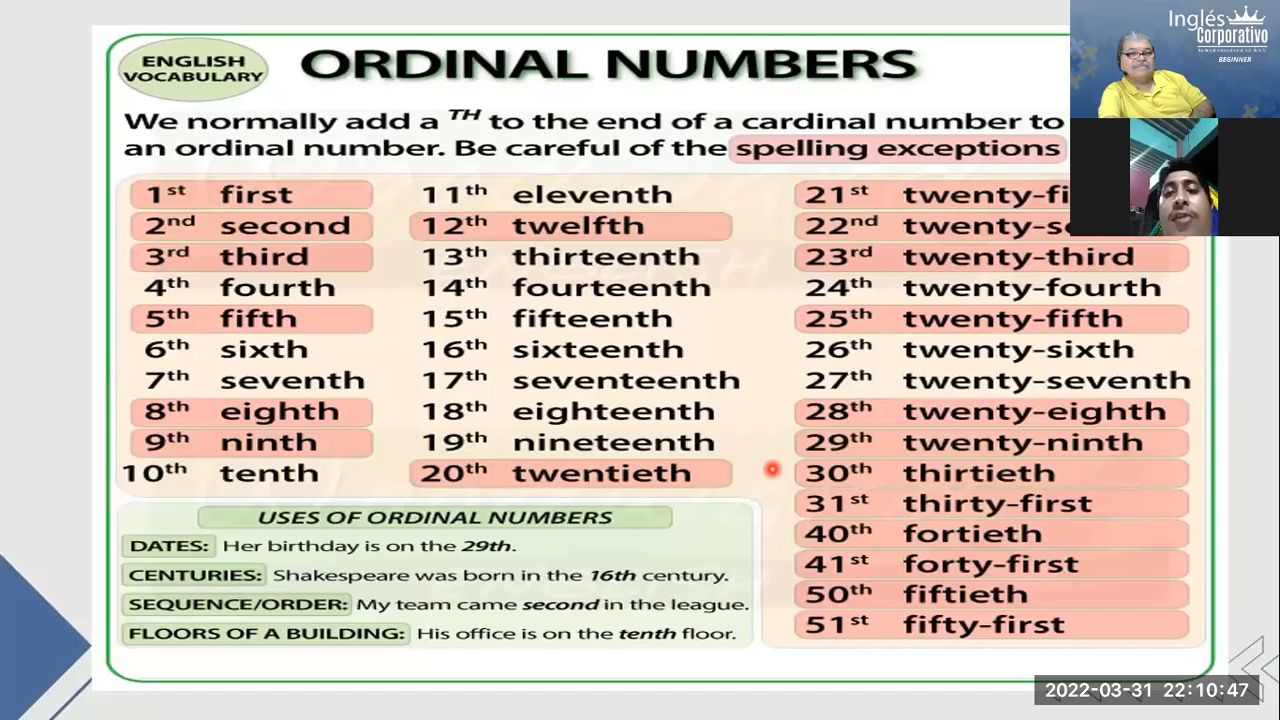 ENGLISH
VOCABULARY
ORDINAL NUMBERS
We normally add a TH to the end of a cardinal number to
an ordinal number. Be careful of the spelling exceptions
1st first
2nd second
3rd third
4th fourth
5th fifth
6th sixth
7th seventh
8th eighth
9th ninth
10th tenth
11th eleventh
12th twelfth
13th thirteenth
14th fourteenth
15th fifteenth
16th sixteenth
17th seventeenth
18th eighteenth
19th nineteenth
20th twentieth
21st twenty-fi
22nd twenty-s
23rd twenty-third
24th twenty-fourth
25th twenty-fifth
26th twenty-sixth
27th twenty-seventh
28th twenty-eighth
29th twenty-ninth
30th thirtieth
31st thirty-first
40th fortieth
41st forty-first
50th fiftieth
51st fifty-first
USES OF ORDINAL NUMBERS
DATES: Her birthday is on the 29th.
CENTURIES: Shakespeare was born in the 16th century.
SEQUENCE/ORDER: My team came second in the league.
FLOORS OF A BUILDING: His office is on the tenth floor.
Inglés
Corporativo
BEGINNER
2022-03-31 22:10:47